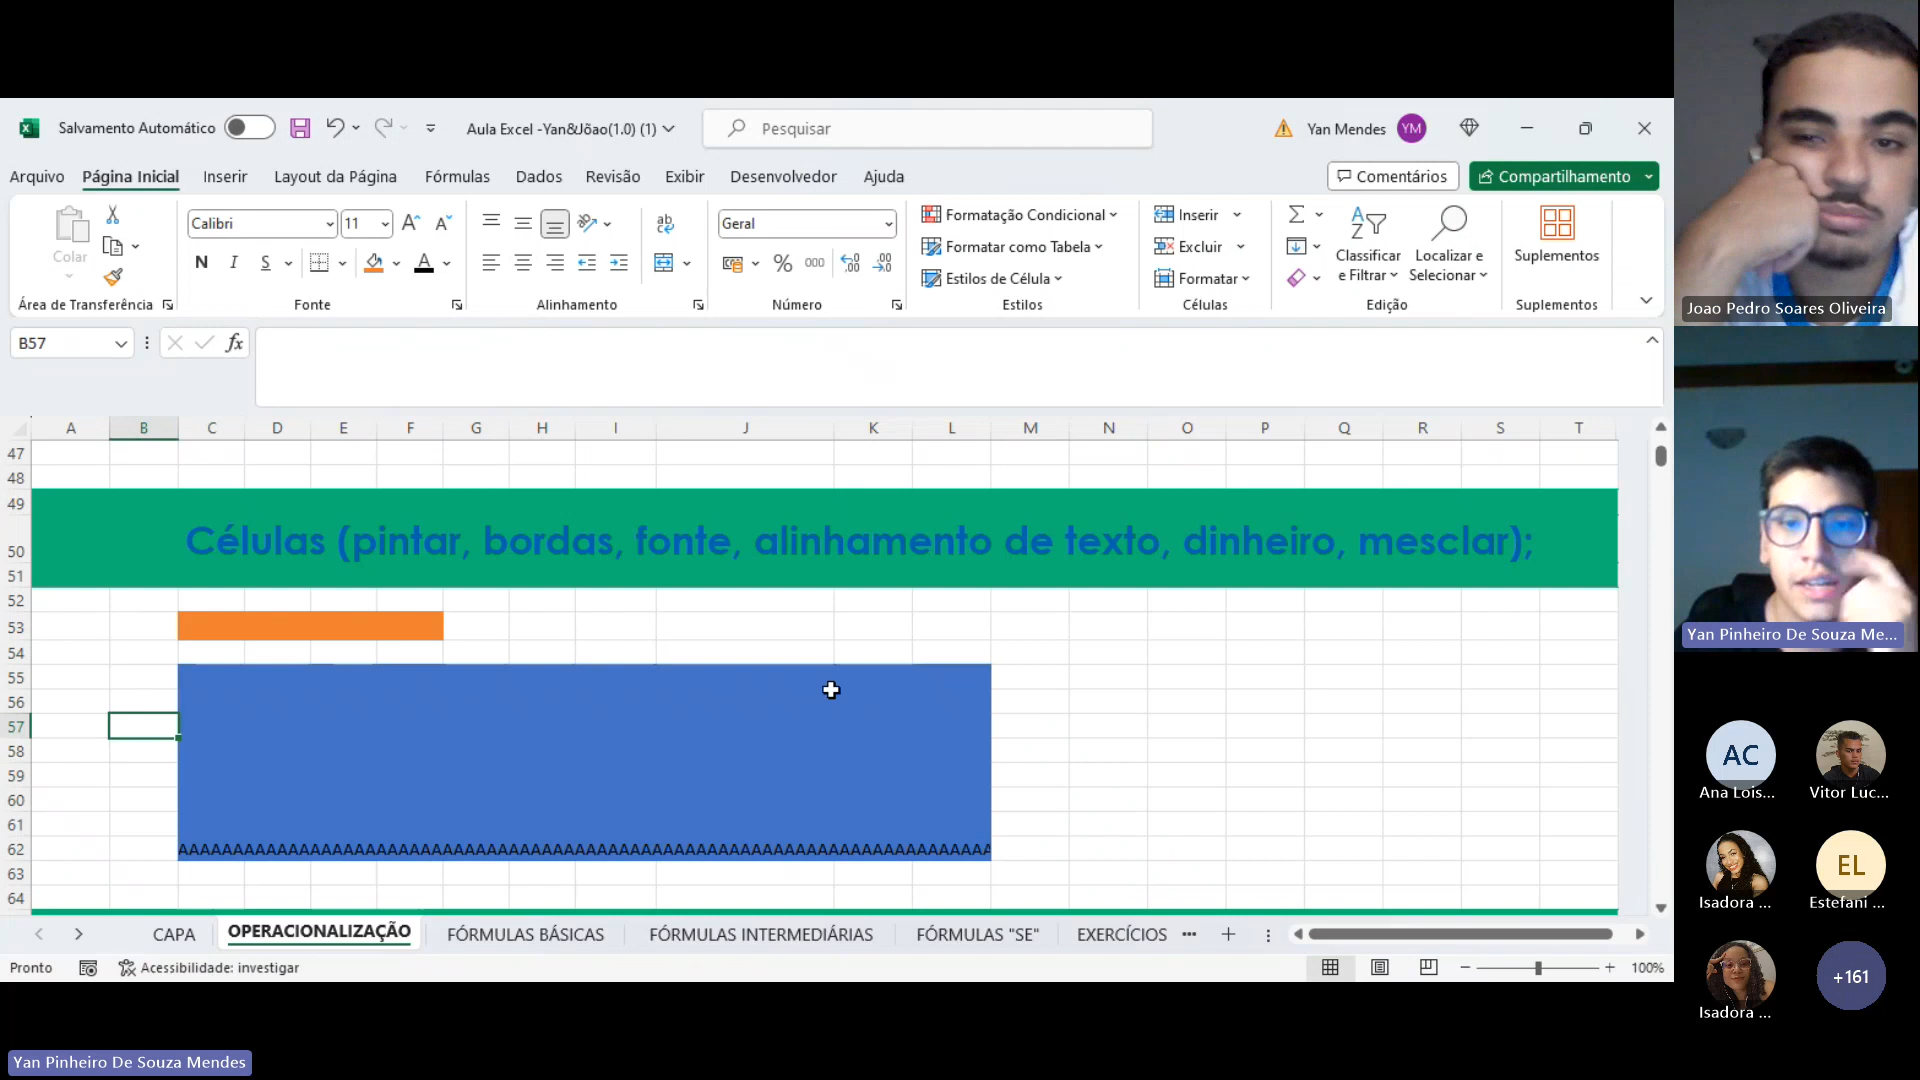 Salvamento Automático
Aula Excel -Yan&Jõao(1.0) (1)
Pesquisar
Yan Mendes
YM
Arquivo
Página Inicial
Inserir
Layout da Página
Fórmulas
Dados
Revisão
Exibir
Desenvolvedor
Ajuda
Comentários
Compartilhamento
Colar
Calibri
11
N I S
Geral
% 000
Formatação Condicional
Formatar como Tabela
Estilos de Célula
Inserir
Excluir
Formatar
Classificar
e Filtrar
Localizar e
Selecionar
Suplementos
Área de Transferência
Fonte
Alinhamento
Número
Estilos
Células
Edição
Suplementos
B57
fx
A B C D E F G H I J K L M N O P Q R S T
47
48
49
50
Células (pintar, bordas, fonte, alinhamento de texto, dinheiro, mesclar);
51
52
53
54
55
56
57
58
59
60
61
62
63
64
CAPA
OPERACIONALIZAÇÃO
FÓRMULAS BÁSICAS
FÓRMULAS INTERMEDIÁRIAS
FÓRMULAS "SE"
EXERCÍCIOS
Pronto
Acessibilidade: investigar
100%
Joao Pedro Soares Oliveira
Yan Pinheiro De Souza Me...
AC
Ana Lois...
Vitor Luc...
Isadora ...
EL
Estefani ...
Isadora ...
+161
Yan Pinheiro De Souza Mendes